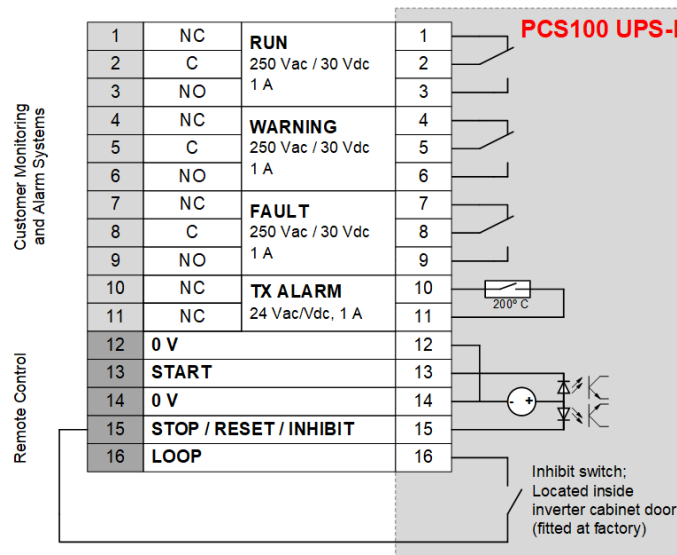 PCS100 UPS-I
Customer Monitoring
and Alarm Systems
1 NC RUN 1
2 C 250 Vac / 30 Vdc 2
3 NO 1 A 3
4 NC WARNING 4
5 C 250 Vac / 30 Vdc 5
6 NO 1 A 6
7 NC FAULT 7
8 C 250 Vac / 30 Vdc 8
9 NO 1 A 9
10 NC TX ALARM 10
11 NC 24 Vac/Vdc, 1 A 11
200º C
Remote Control
12 0 V 12
13 START 13
14 0 V 14
- +
15 STOP / RESET / INHIBIT 15
16 LOOP 16
Inhibit switch;
Located inside
inverter cabinet door
(fitted at factory)